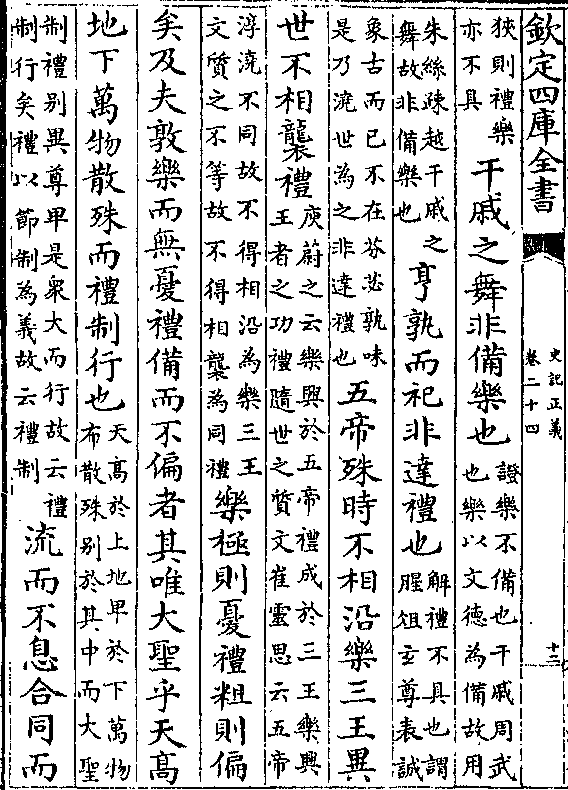 欽定四庫全書
史記正義
卷二十四
十二
狹則禮樂
亦不具
干戚之舞非備樂也
證樂不備也干戚周武
也樂以文德為備故用
朱絲疎越干戚之
舞故非備樂也
亨孰而祀非達禮也
解禮不具也謂
腥俎玄尊表誠
象古而已不在芬苾孰味
是乃澆世為之非達禮也
五帝殊時不相沿樂三王異
世不相襲禮
庾蔚之云樂興於五帝禮成於三王樂興
王者之功禮隨世之質文崔靈思云五帝
淳澆不同故不得相沿為樂三王
文質之不等故不得相襲為同禮
樂極則憂禮粗則偏
矣及夫敦樂而無憂禮備而不偏者其唯大聖乎天髙
地下萬物散殊而禮制行也
天髙於上地卑於下萬物
布散殊别於其中而大聖
制禮别異尊卑是衆大而行故云禮
制行矣禮以節制為義故云禮制
流而不息合同而